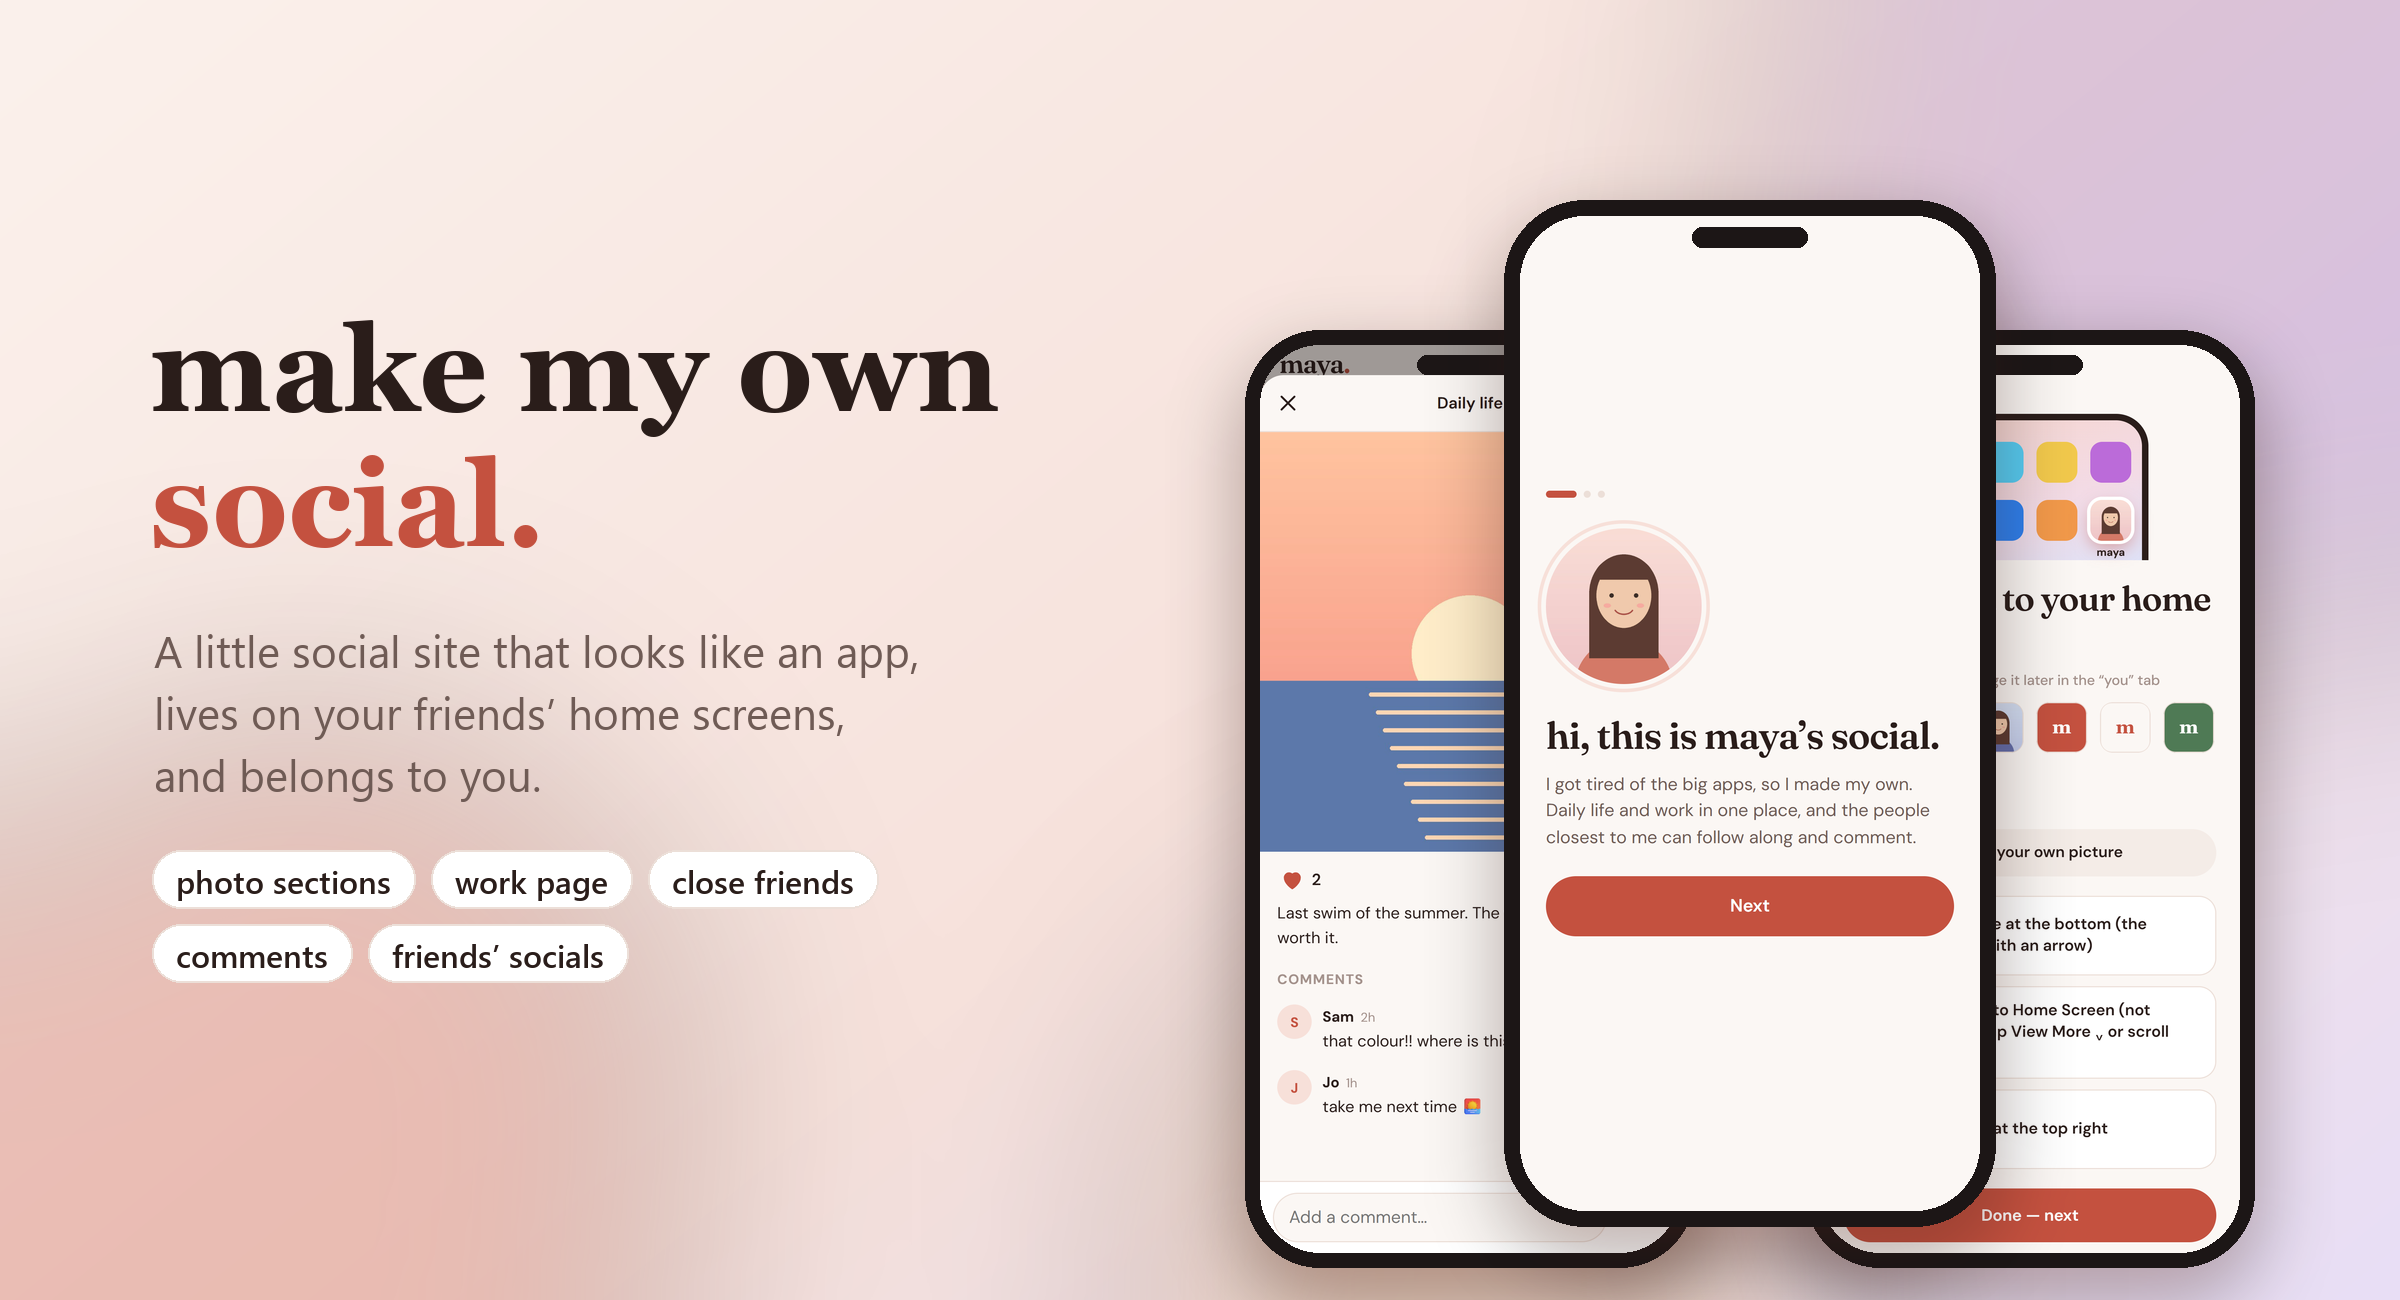 make my own
social.
A little social site that looks like an app,
lives on your friends’ home screens,
and belongs to you.
photo sections
work page
close friends
comments
friends’ socials
maya.
Daily life
2
Last swim of the summer. The
worth it.
COMMENTS
Sam 2h
that colour!! where is this
Jo 1h
take me next time
Add a comment...
S
J
hi, this is maya’s social.
I got tired of the big apps, so I made my own.
Daily life and work in one place, and the people
closest to me can follow along and comment.
Next
maya
to your home
it later in the “you” tab
m
m
m
your own picture
at the bottom (the
with an arrow)
to Home Screen (not
View More ⌄ or scroll
at the top right
Done — next